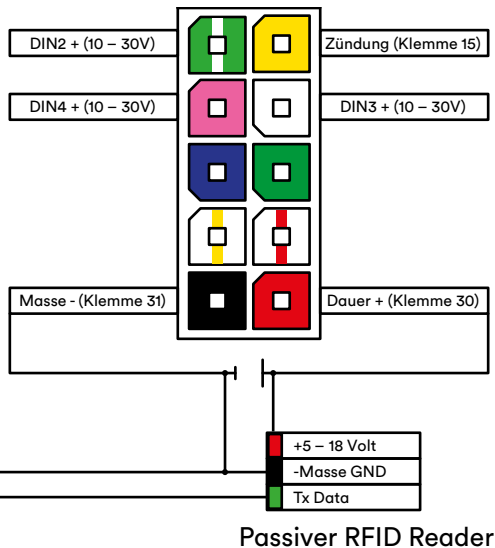 DIN2 + (10 – 30V)
Zündung (Klemme 15)
DIN4 + (10 – 30V)
DIN3 + (10 – 30V)
Masse - (Klemme 31)
Dauer + (Klemme 30)
+5 – 18 Volt
-Masse GND
Tx Data
Passiver RFID Reader